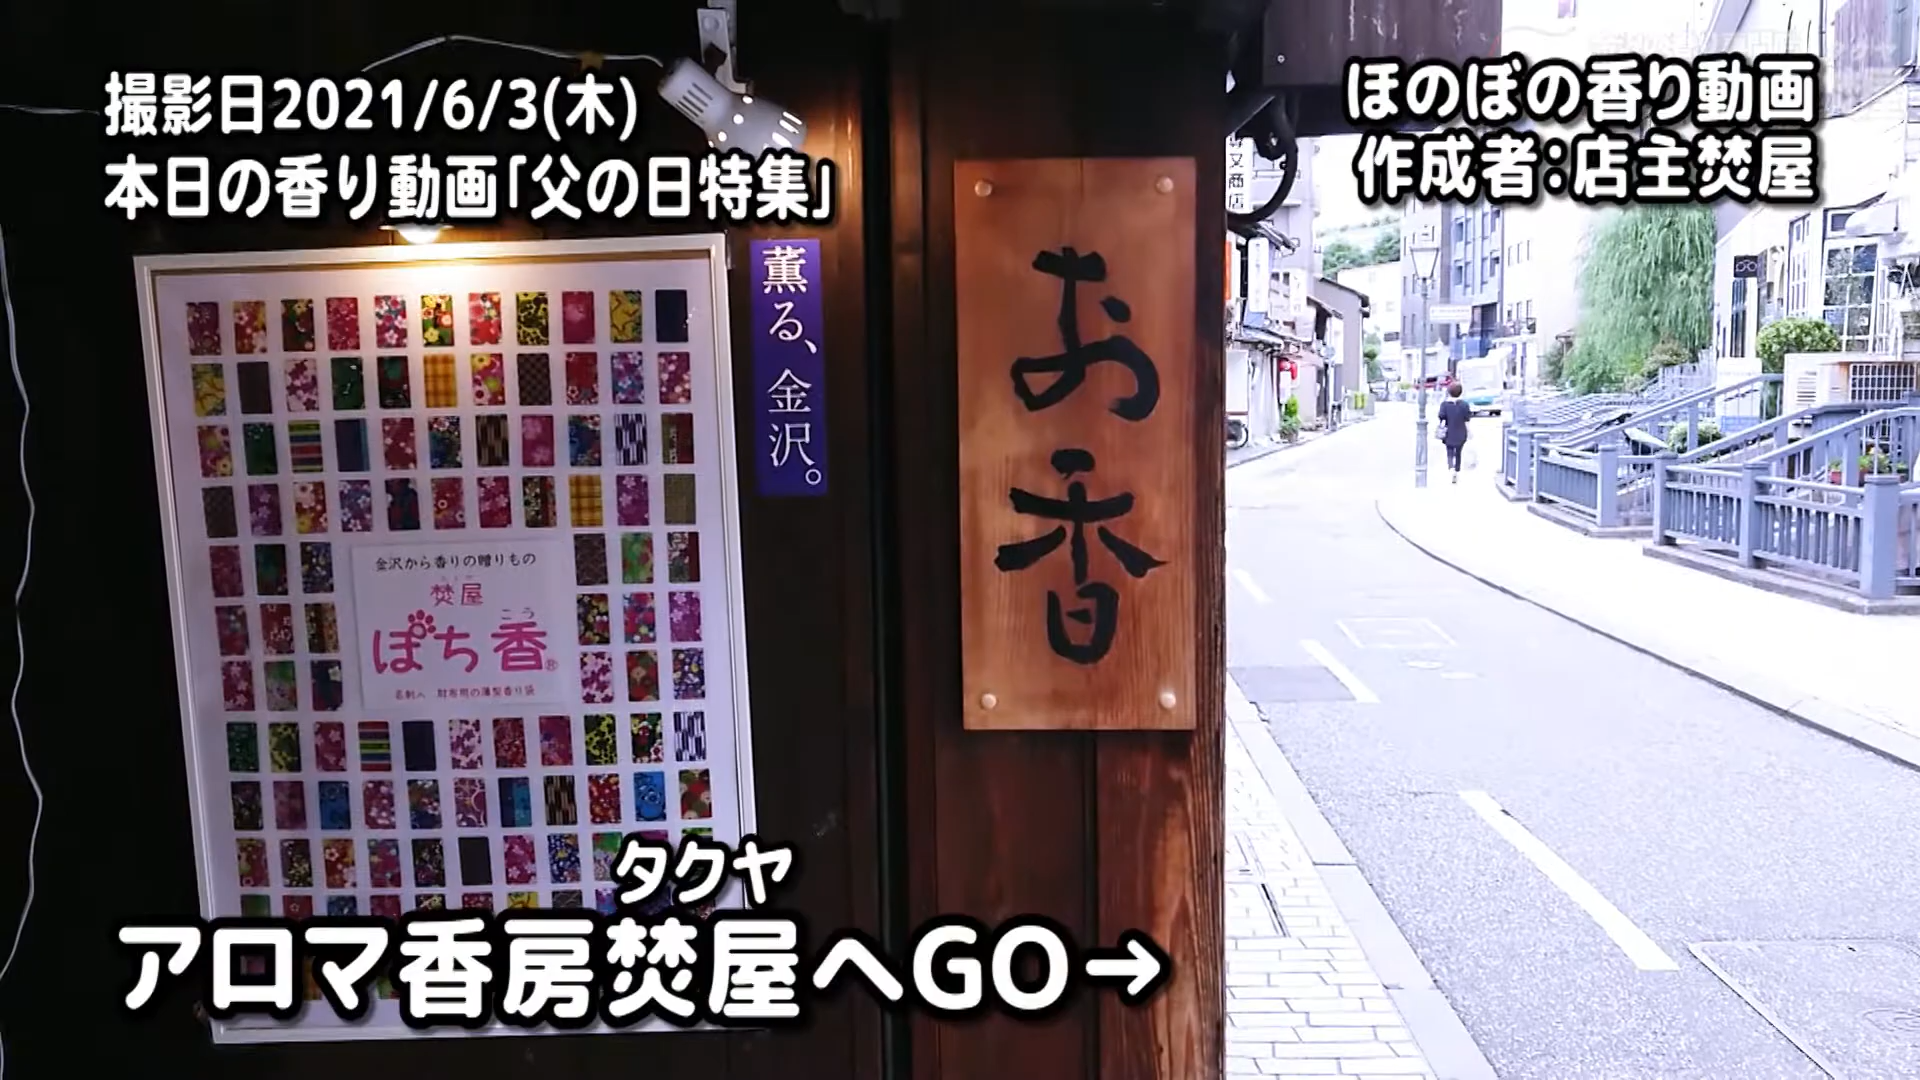 撮影日2021/6/3(木)
本日の香り動画「父の日特集」
ほのぼの香り動画
作成者:店主焚屋
薫る、金沢。
お香
金沢から香りの贈りもの
焚屋
こう
ぽち香®
名刺入 財布用の薄型香り袋
タクヤ
アロマ香房焚屋へGO→